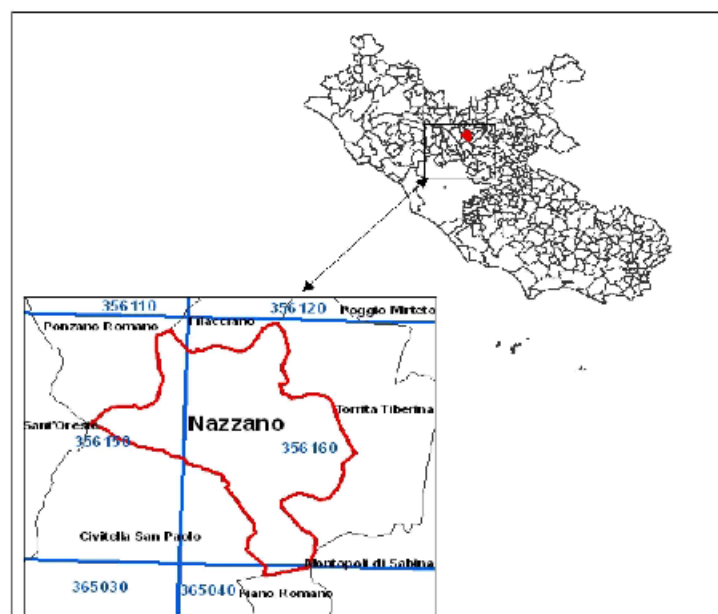 356110
356120
Poggio Mirteto
Ponzano Romano
Filacciano
Torrita Tiberina
Nazzano
Sant'Oreste
356150
356160
Civitella San Paolo
Montopoli di Sabina
365030
365040
Fiano Romano